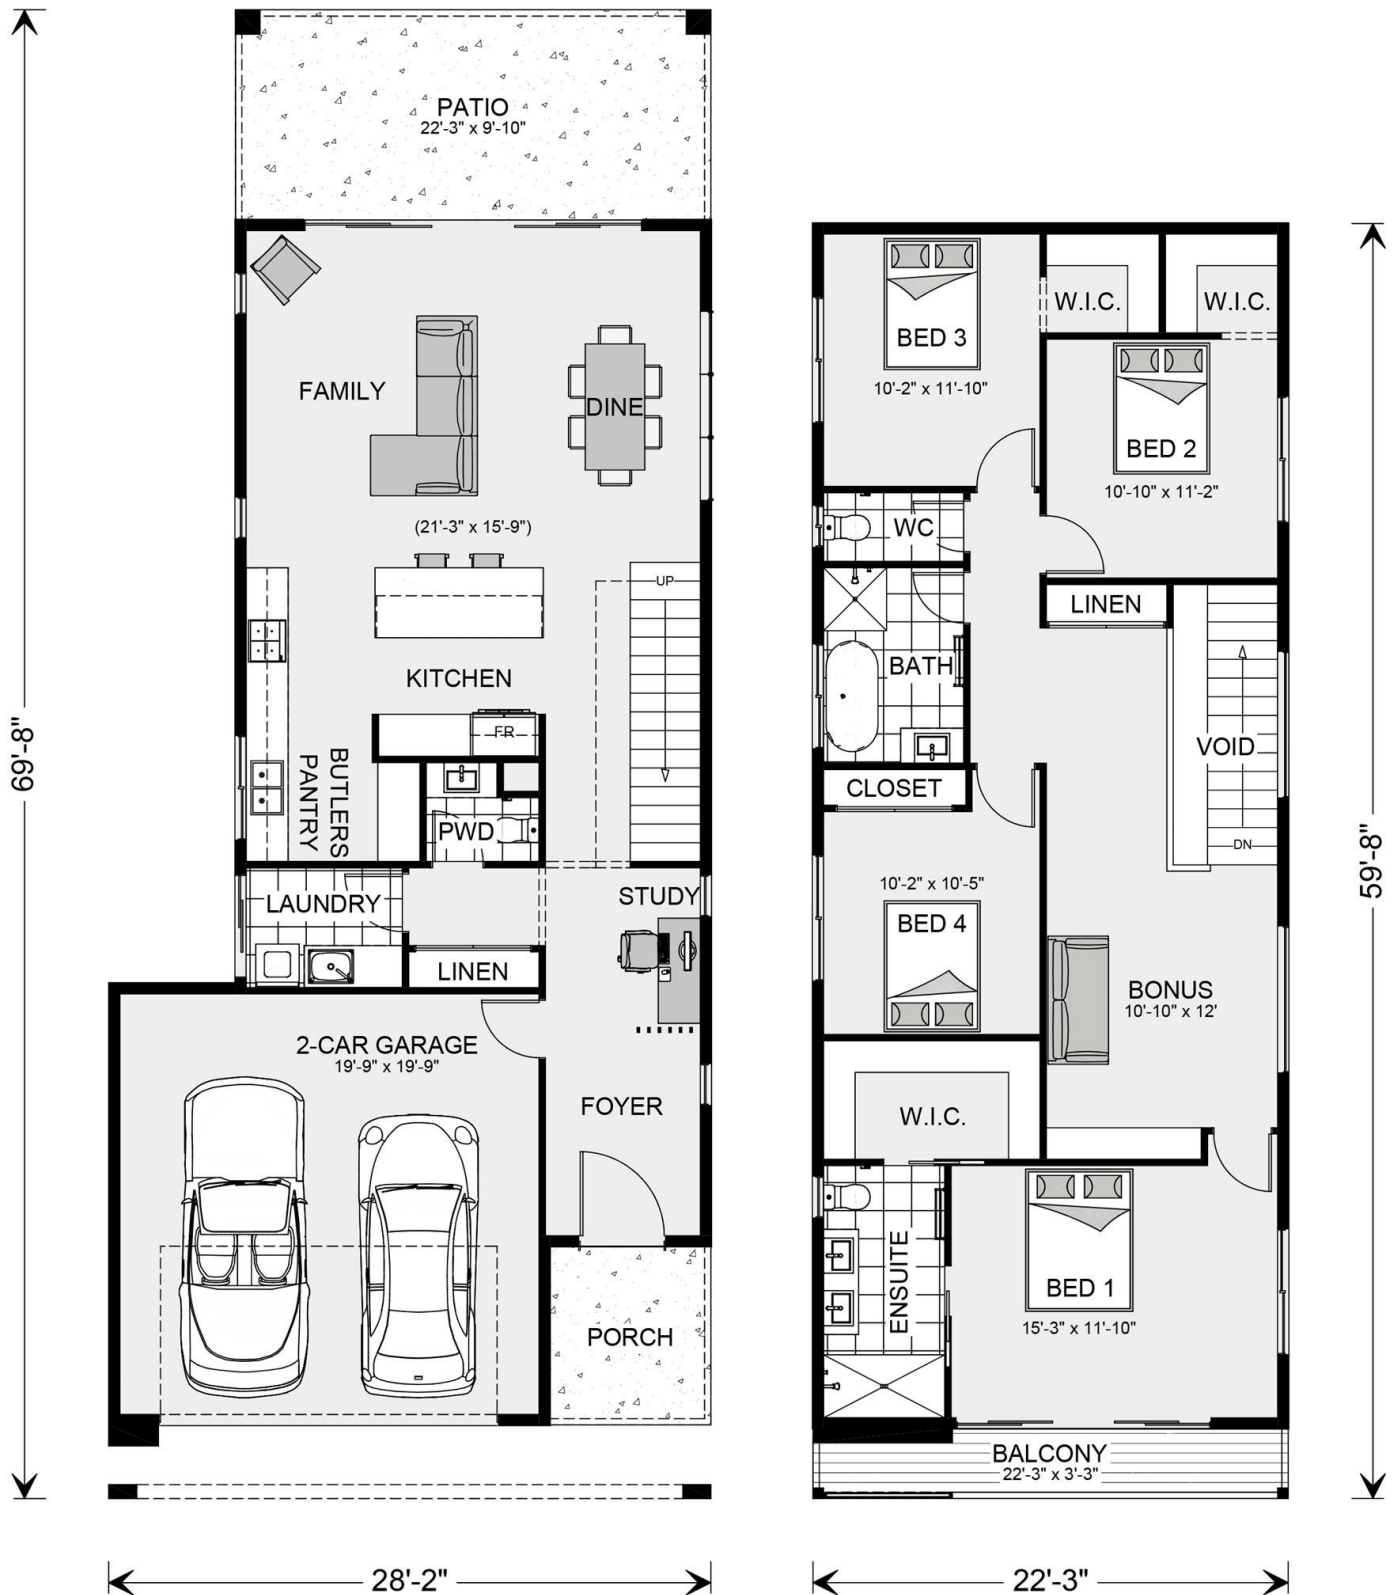 PATIO
22'-3" x 9'-10"
FAMILY
DINE
(21'-3" x 15'-9")
UP
KITCHEN
FR
BUTLERS
PANTRY
PWD
LAUNDRY
STUDY
LINEN
2-CAR GARAGE
19'-9" x 19'-9"
FOYER
PORCH
69'-8"
28'-2"
W.I.C.
W.I.C.
BED 3
10'-2" x 11'-10"
BED 2
10'-10" x 11'-2"
WC
LINEN
BATH
VOID
CLOSET
DN
10'-2" x 10'-5"
BED 4
BONUS
10'-10" x 12'
W.I.C.
ENSUITE
BED 1
15'-3" x 11'-10"
BALCONY
22'-3" x 3'-3"
59'-8"
22'-3"